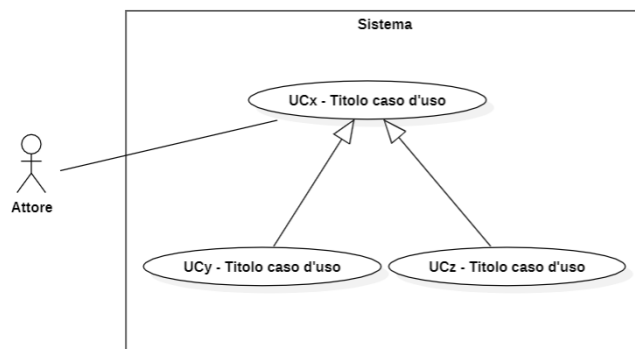 Sistema
UCx - Titolo caso d'uso
Attore
UCy - Titolo caso d'uso
UCz - Titolo caso d'uso